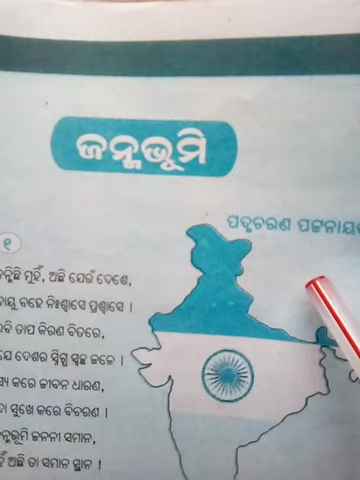 ଜନ୍ମଭୂମି
ପଦ୍ମଚରଣ ପଟ୍ଟନାୟକ
୧
ମୁହିଁ, ଅଛି ଯେଉଁ ଦେଶେ,
ବାୟୁ ବହେ ନିଃଶ୍ୱାସେ ପ୍ରଶ୍ୱାସେ ।
ତାପ କିରଣ ବିତରେ,
ଯେ ଦେଶର ସ୍ନିଗ୍ଧ ସ୍ୱଚ୍ଛ ଜଳେ ।
କରେ ଜୀବନ ଧାରଣ,
ସୁଖେ କରେ ବିଚରଣ ।
ଜନ୍ମଭୂମି ଜନନୀ ସମାନ,
ଅଛି ତା ସମାନ ସ୍ଥାନ ।